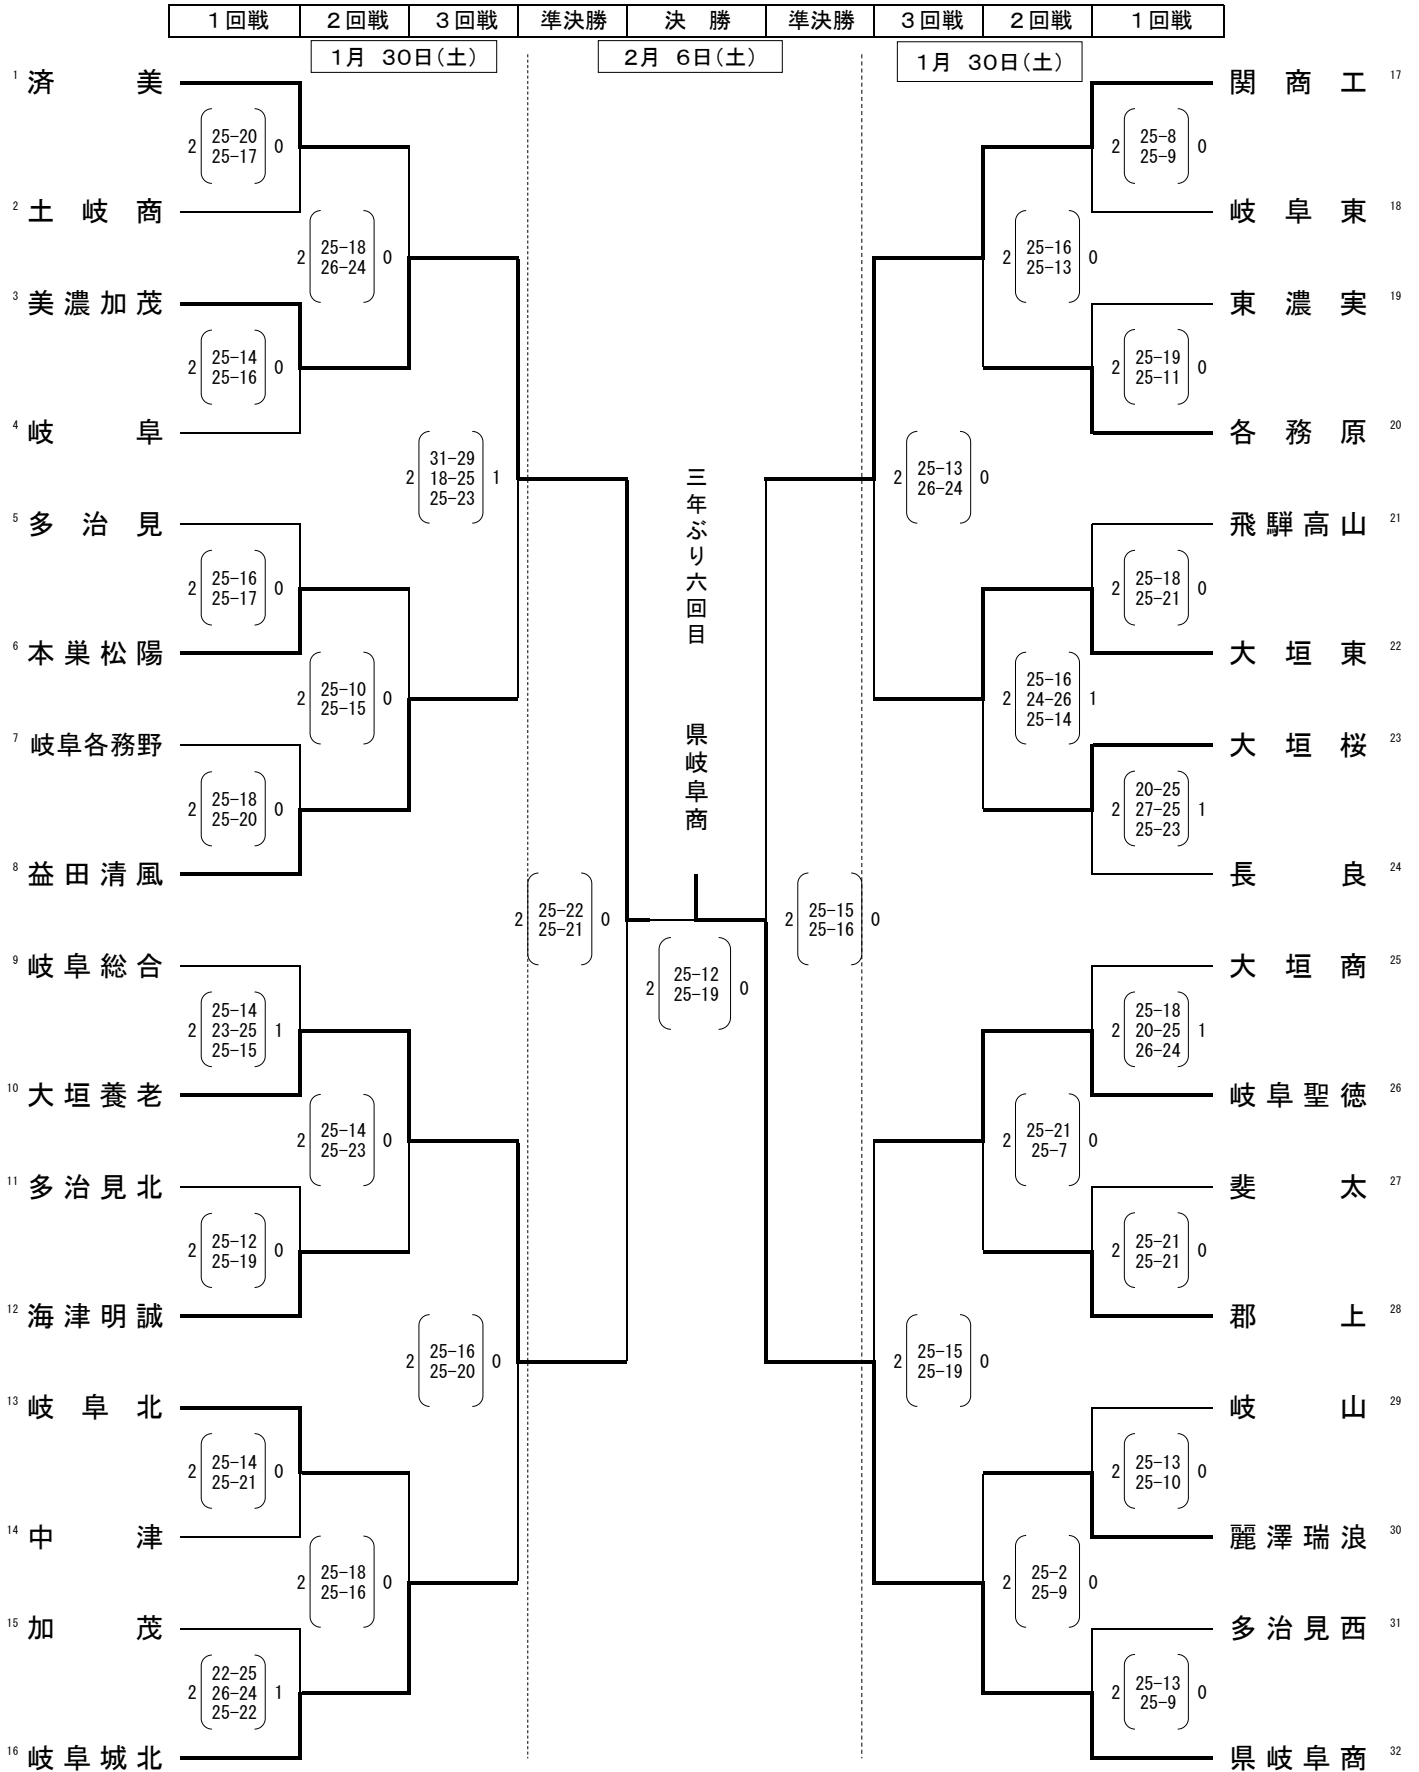 1回戦 2回戦 3回戦 準決勝 決 勝 準決勝 3回戦 2回戦 1回戦
1月 30日(土) 2月 6日(土) 1月 30日(土)
1 済美 関商工 17
2 25-20 0 2 25-8 0
25-17 25-9
2 土岐商 岐阜東 18
2 25-18 0 2 25-16 0
26-24 25-13
3 美濃加茂 東濃実 19
2 25-14 0 2 25-19 0
25-16 25-11
4 岐阜 各務原 20
31-29
2 18-25 1 2 25-13 0
25-23 26-24
三年ぶり六回目 県岐阜商
5 多治見 飛騨高山 21
2 25-16 0 2 25-18 0
25-17 25-21
6 本巣松陽 大垣東 22
2 25-10 0 2 25-16 1
25-15 24-26
25-14
7 岐阜各務野 大垣桜 23
2 25-18 0 2 20-25 1
25-20 27-25
25-23
8 益田清風 長良 24
2 25-22 0 2 25-15 0
25-21 25-16
9 岐阜総合 大垣商 25
2 25-12 0
25-19
2 25-14 1 2 25-18 1
23-25 20-25
25-15 26-24
10 大垣養老 岐阜聖徳 26
2 25-14 0 2 25-21 0
25-23 25-7
11 多治見北 斐太 27
2 25-12 0 2 25-21 0
25-19 25-21
12 海津明誠 郡上 28
2 25-16 0 2 25-15 0
25-20 25-19
13 岐阜北 岐山 29
2 25-14 0 2 25-13 0
25-21 25-10
14 中津 麗澤瑞浪 30
2 25-18 0 2 25-2 0
25-16 25-9
15 加茂 多治見西 31
2 22-25 1 2 25-13 0
26-24 25-9
25-22
16 岐阜城北 県岐阜商 32